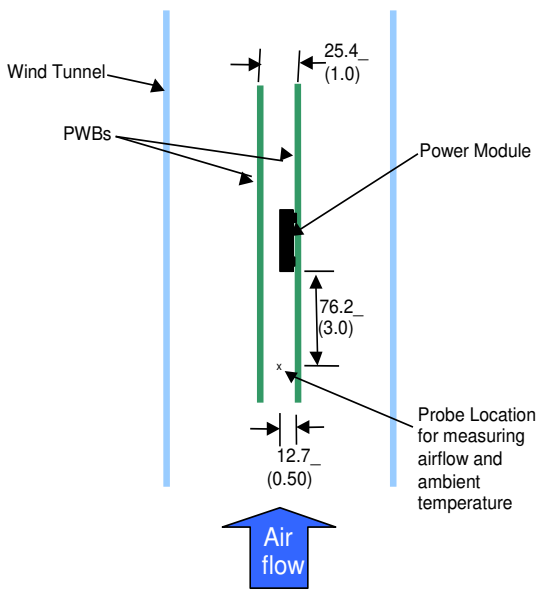 25.4_
(1.0)
Wind Tunnel
PWBs
Power Module
76.2_
(3.0)
x
Probe Location
for measuring
airflow and
ambient
temperature
12.7_
(0.50)
Air
flow